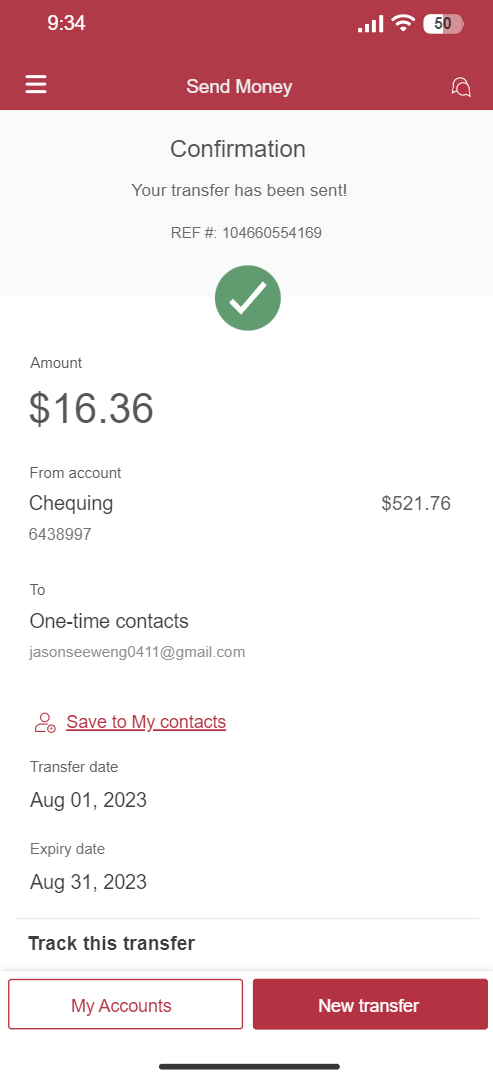 9:34
50
Send Money
Confirmation
Your transfer has been sent!
REF #: 104660554169
Amount
$16.36
From account
Chequing $521.76
6438997
To
One-time contacts
jasonseeweng0411@gmail.com
Save to My contacts
Transfer date
Aug 01, 2023
Expiry date
Aug 31, 2023
Track this transfer
My Accounts New transfer